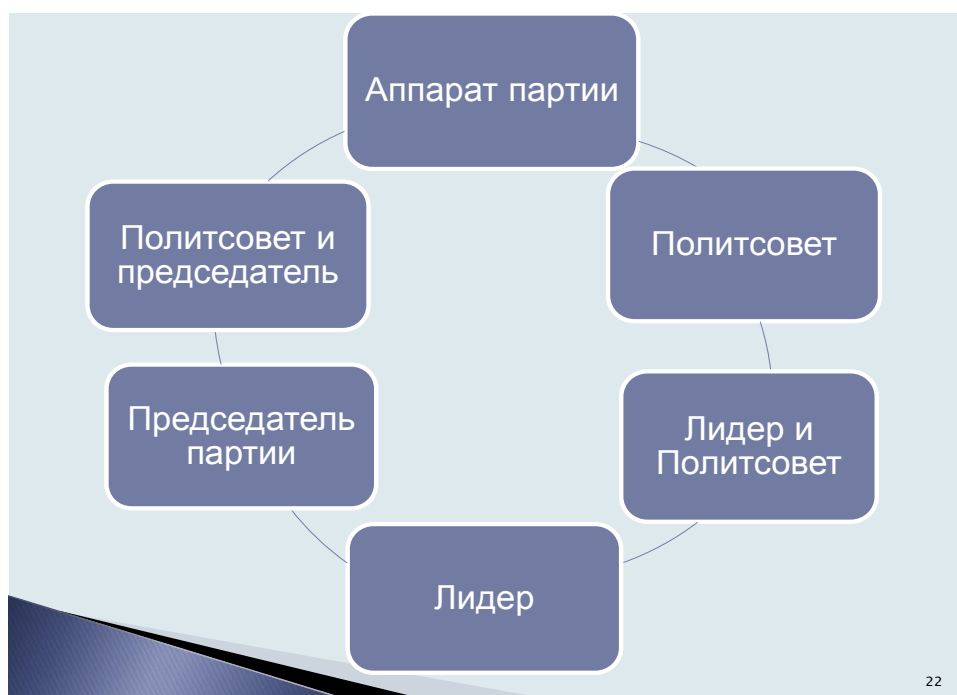 Аппарат партии
Политсовет
Лидер и
Политсовет
Лидер
Председатель
партии
Политсовет и
председатель
22